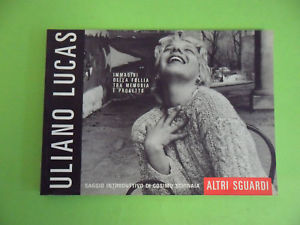 ULIANO LUCAS
IMMAGINI
DELLA FOLLIA
TRA MEMORIA
E PROGETTO
SAGGIO INTRODUTTIVO DI COSIMO SCHINAIA
ALTRI SGUARDI